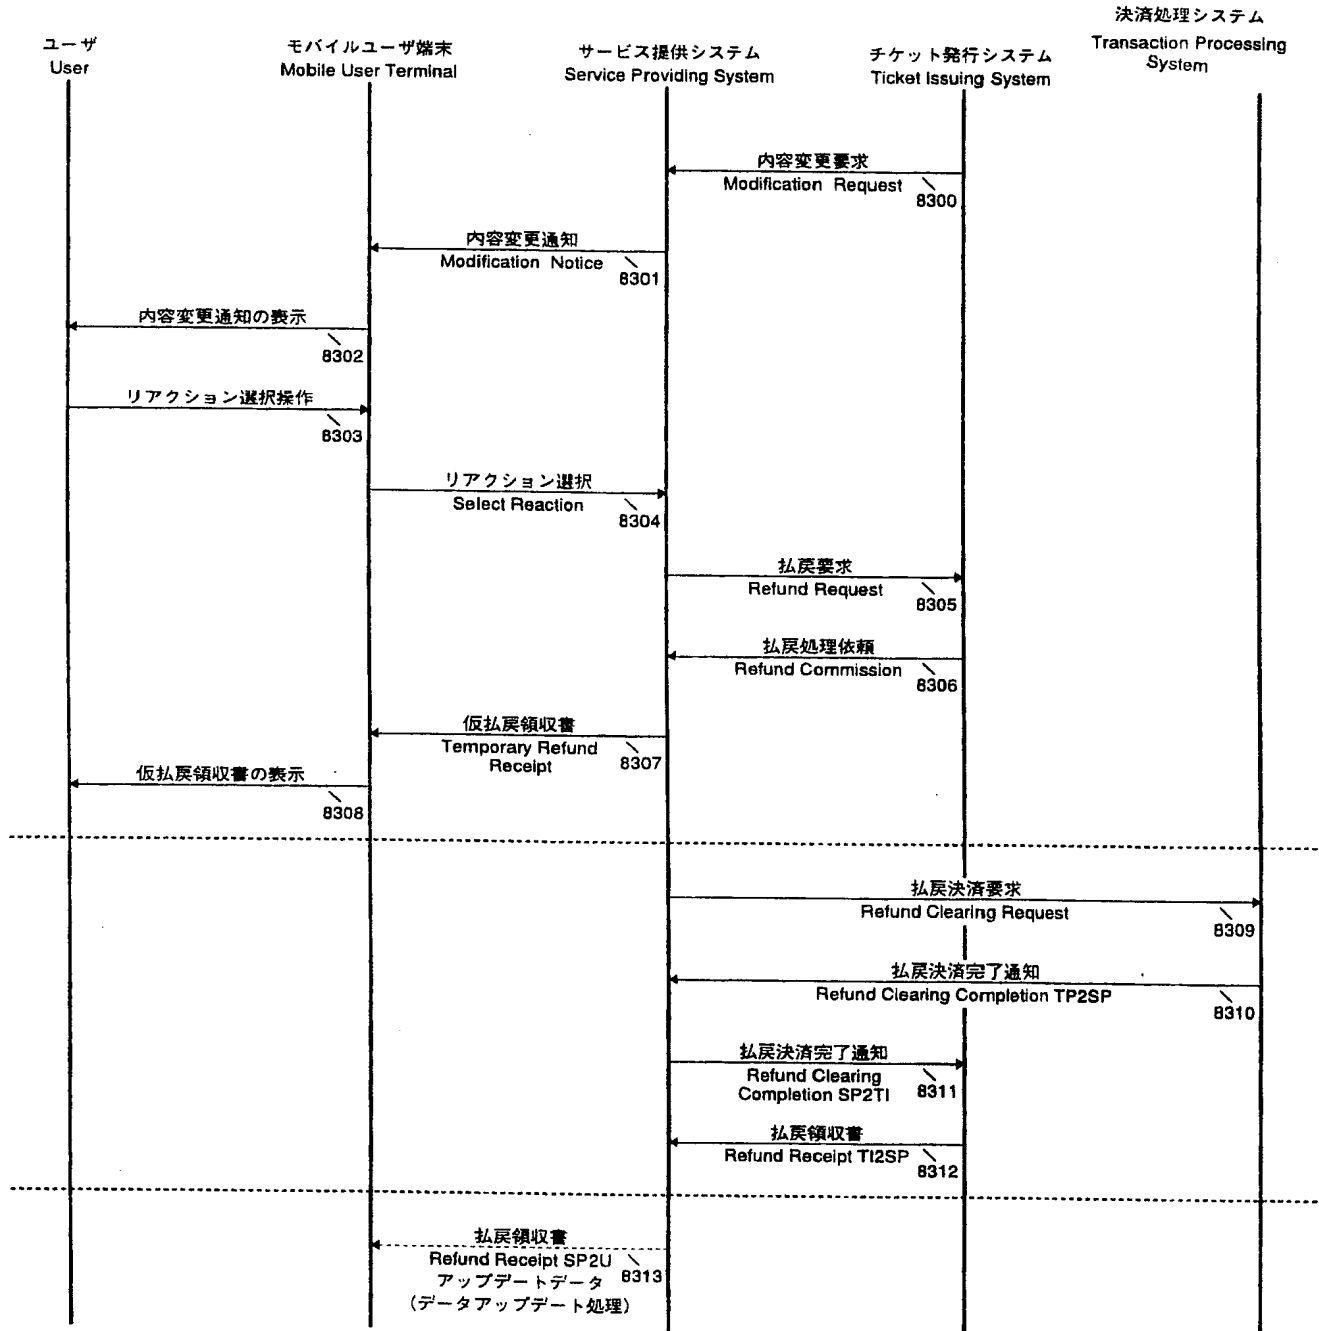 ユーザ
User
モバイルユーザ端末
Mobile User Terminal
サービス提供システム
Service Providing System
チケット発行システム
Ticket Issuing System
決済処理システム
Transaction Processing
System
内容変更要求
Modification Request
8300
内容変更通知
Modification Notice
8301
内容変更通知の表示
8302
リアクション選択操作
8303
リアクション選択
Select Reaction
8304
払戻要求
Refund Request
8305
払戻処理依頼
Refund Commission
8306
仮払戻領収書
Temporary Refund
Receipt
8307
仮払戻領収書の表示
8308
払戻決済要求
Refund Clearing Request
8309
払戻決済完了通知
Refund Clearing Completion TP2SP
8310
払戻決済完了通知
Refund Clearing
Completion SP2TI
8311
払戻領収書
Refund Receipt TI2SP
8312
払戻領収書
Refund Receipt SP2U
8313
アップデートデータ
(データアップデート処理)